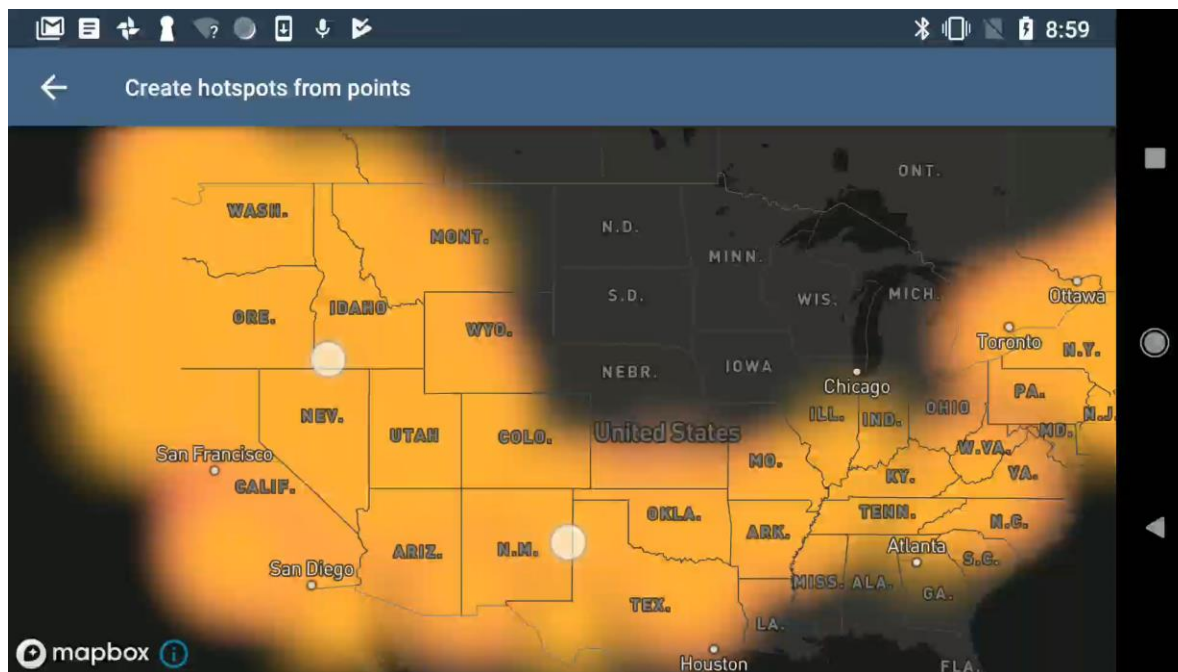 8:59
Create hotspots from points
ONT.
WASH.
MONT.
N.D.
MINN.
ORE.
IDAHO
S.D.
WIS.
MICH.
Ottawa
WYO.
Toronto
N.Y.
NEBR.
IOWA
Chicago
PA.
NEV.
UTAH
COLO.
United States
ILL.
IND.
OHIO
N.J.
MD.
San Francisco
CALIF.
MO.
W.VA.
KY.
VA.
ARIZ.
N.M.
OKLA.
ARK.
TENN.
N.C.
Atlanta
S.C.
San Diego
TEX.
MISS.
ALA.
GA.
LA.
mapbox
Houston
FLA.